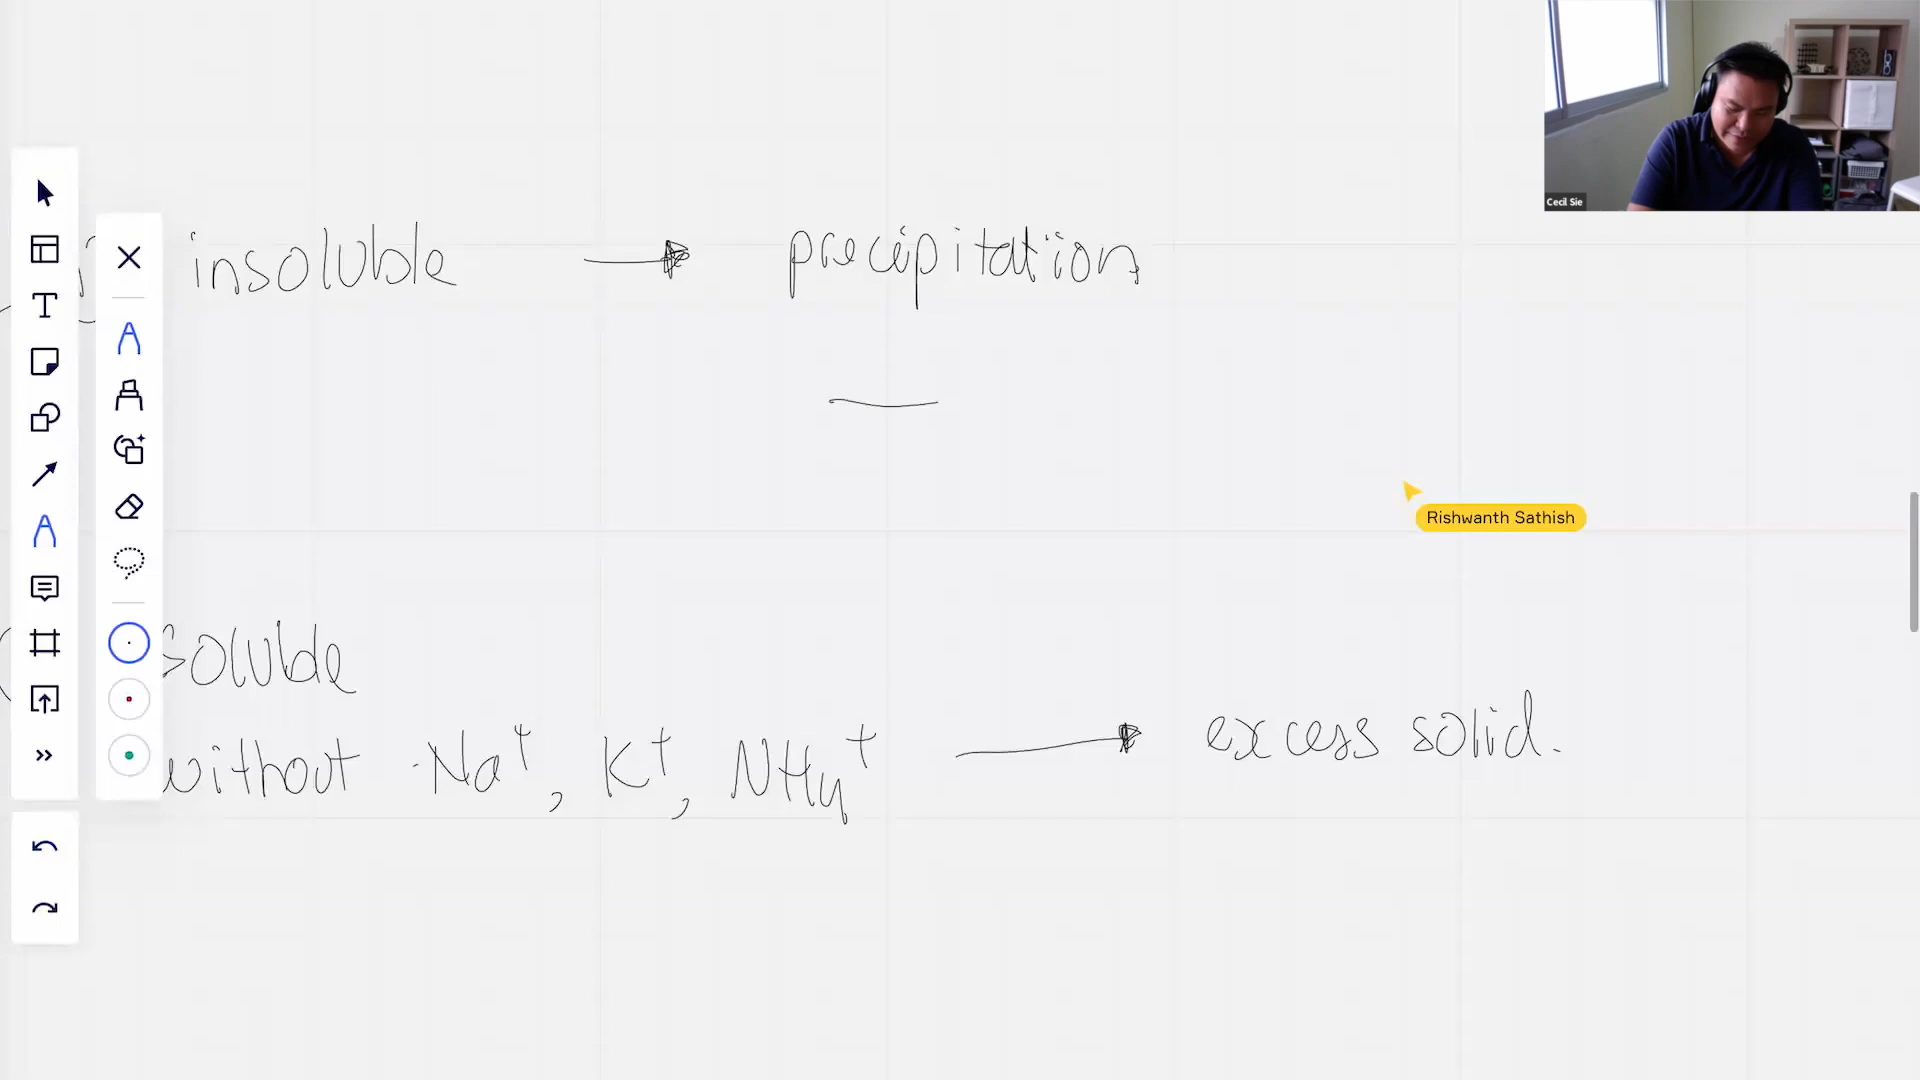 Cecil Sie
insoluble → precipitation
Rishwanth Sathish
soluble
without Na⁺, K⁺, NH₄⁺ → excess solid.